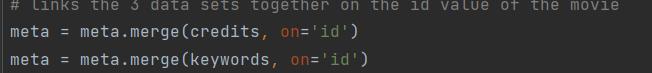 # links the 3 data sets together on the id value of the movie
meta = meta.merge(credits, on='id')
meta = meta.merge(keywords, on='id')